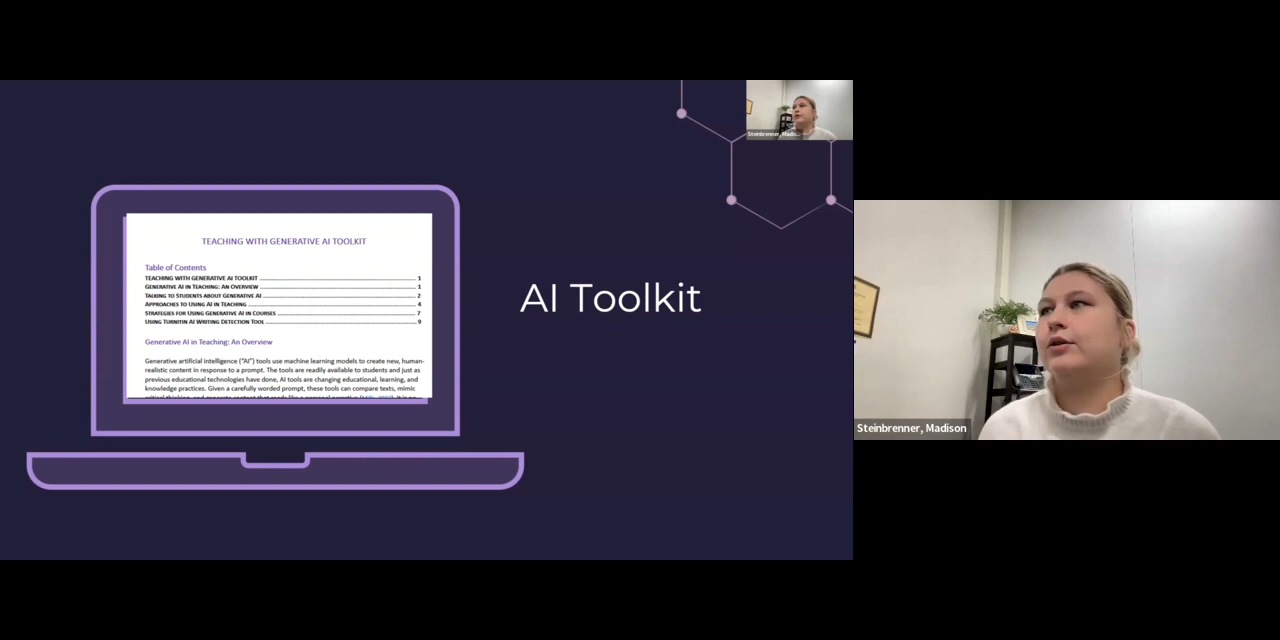 Steinbrenner, Madis...
TEACHING WITH GENERATIVE AI TOOLKIT
Table of Contents
TEACHING WITH GENERATIVE AI TOOLKIT 1
GENERATIVE AI IN TEACHING: AN OVERVIEW 1
TALKING TO STUDENTS ABOUT GENERATIVE AI 2
APPROACHES TO USING AI IN TEACHING 4
STRATEGIES FOR USING GENERATIVE AI IN COURSES 7
USING TURNITIN AI WRITING DETECTION TOOL 9
Generative AI in Teaching: An Overview
Generative artificial intelligence ("AI") tools use machine learning models to create new, human-
realistic content in response to a prompt. The tools are readily available to students and just as
previous educational technologies have done, AI tools are changing educational, learning, and
knowledge practices. Given a carefully worded prompt, these tools can compare texts, mimic
AI Toolkit
Steinbrenner, Madison